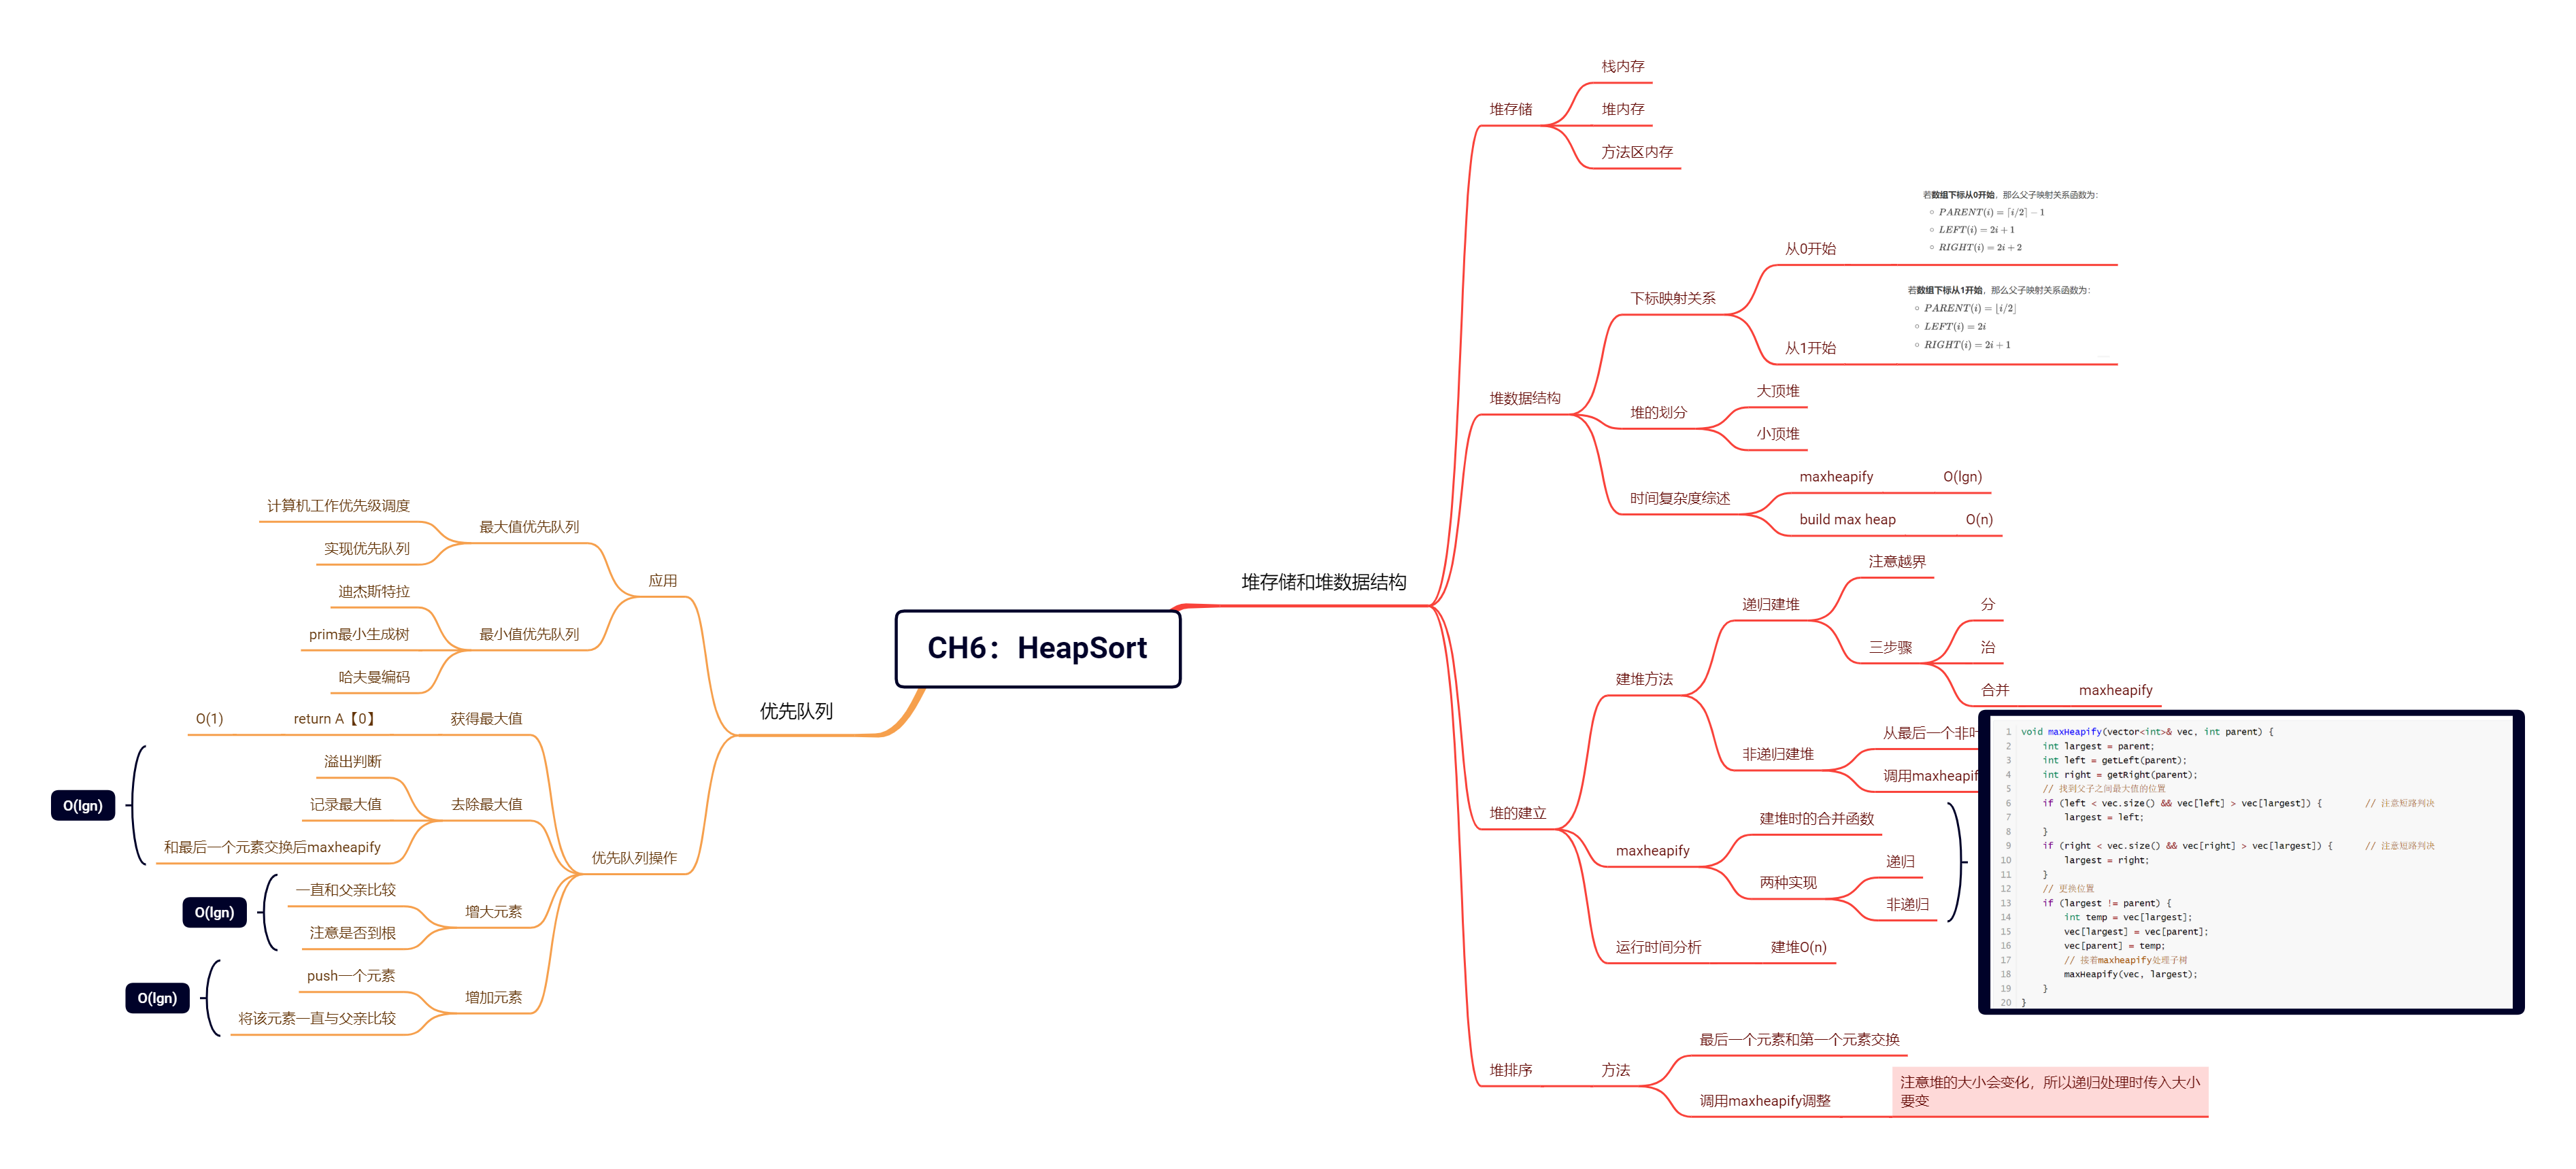 CH6：HeapSort
堆存储和堆数据结构
堆存储
栈内存
堆内存
方法区内存
堆数据结构
下标映射关系
从0开始
若数组下标从0开始，那么父子映射关系函数为：
PARENT(i) = ⌈i/2⌉ − 1
LEFT(i) = 2i + 1
RIGHT(i) = 2i + 2
从1开始
若数组下标从1开始，那么父子映射关系函数为：
PARENT(i) = ⌊i/2⌋
LEFT(i) = 2i
RIGHT(i) = 2i + 1
堆的划分
大顶堆
小顶堆
时间复杂度综述
maxheapify
O(lgn)
build max heap
O(n)
堆的建立
建堆方法
递归建堆
注意越界
三步骤
分
治
合并
maxheapify
非递归建堆
从最后一个非
调用maxheapif
maxheapify
建堆时的合并函数
两种实现
递归
非递归
1 void maxHeapify(vector<int>& vec, int parent) {
2 int largest = parent;
3 int left = getLeft(parent);
4 int right = getRight(parent);
5 // 找到父子之间最大值的位置
6 if (left < vec.size() && vec[left] > vec[largest]) { // 注意短路判决
7 largest = left;
8 }
9 if (right < vec.size() && vec[right] > vec[largest]) { // 注意短路判决
10 largest = right;
11 }
12 // 更换位置
13 if (largest != parent) {
14 int temp = vec[largest];
15 vec[largest] = vec[parent];
16 vec[parent] = temp;
17 // 接着maxheapify处理子树
18 maxHeapify(vec, largest);
19 }
20 }
运行时间分析
建堆O(n)
堆排序
方法
最后一个元素和第一个元素交换
调用maxheapify调整
注意堆的大小会变化，所以递归处理时传入大小
要变
优先队列
应用
最大值优先队列
计算机工作优先级调度
实现优先队列
最小值优先队列
迪杰斯特拉
prim最小生成树
哈夫曼编码
优先队列操作
获得最大值
return A【0】
O(1)
去除最大值
溢出判断
记录最大值
和最后一个元素交换后maxheapify
O(lgn)
增大元素
一直和父亲比较
注意是否到根
O(lgn)
增加元素
push一个元素
将该元素一直与父亲比较
O(lgn)